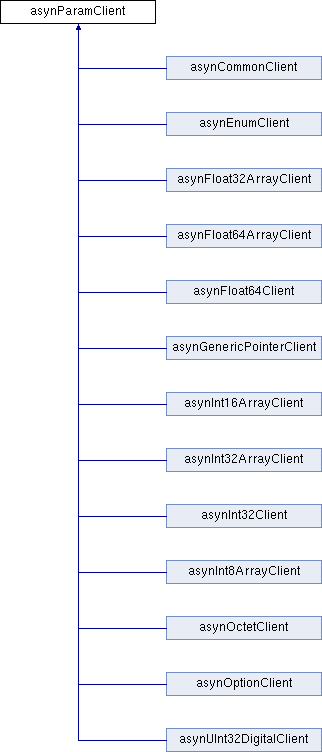 asynParamClient
asynCommonClient
asynEnumClient
asynFloat32ArrayClient
asynFloat64ArrayClient
asynFloat64Client
asynGenericPointerClient
asynInt16ArrayClient
asynInt32ArrayClient
asynInt32Client
asynInt8ArrayClient
asynOctetClient
asynOptionClient
asynUInt32DigitalClient